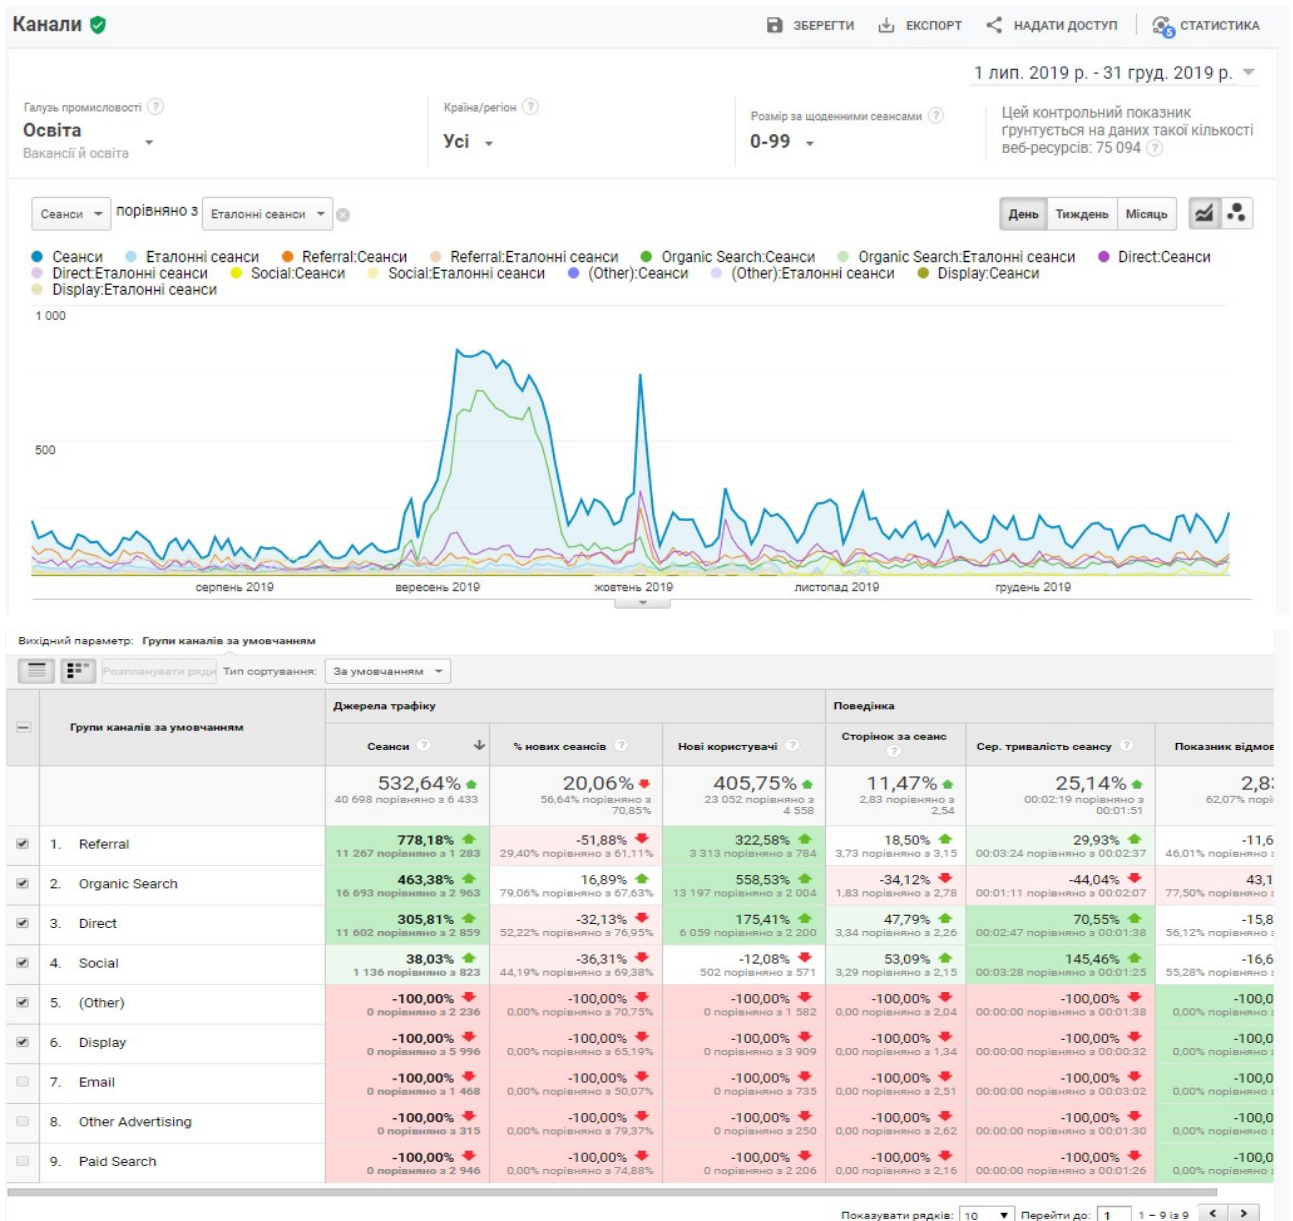 Канали
ЗБЕРЕГТИ ЕКСПОРТ НАДАТИ ДОСТУП 5 СТАТИСТИКА
1 лип. 2019 р. - 31 груд. 2019 р.
Галузь промисловості ?
Освіта
Вакансії й освіта
Країна/регіон ?
Усі
Розмір за щоденними сеансами ?
0-99
Цей контрольний показник
ґрунтується на даних такої кількості
веб-ресурсів: 75 094 ?
Сеанси порівняно з Еталонні сеанси
День Тиждень Місяць
Сеанси Еталонні сеанси Referral:Сеанси Referral:Еталонні сеанси Organic Search:Сеанси Organic Search:Еталонні сеанси Direct:Сеанси
Direct:Еталонні сеанси Social:Сеанси Social:Еталонні сеанси (Other):Сеанси (Other):Еталонні сеанси Display:Сеанси
Display:Еталонні сеанси
1 000
500
серпень 2019 вересень 2019 жовтень 2019 листопад 2019 грудень 2019
Вихідний параметр: Групи каналів за умовчанням
Розпланувати ряди Тип сортування: За умовчанням
Групи каналів за умовчанням
Джерела трафіку Поведінка
Сеанси ? % нових сеансів ? Нові користувачі ? Сторінок за сеанс ? Сер. тривалість сеансу ? Показник відмов
532,64% 20,06% 405,75% 11,47% 25,14% 2,83
40 698 порівняно з 6 433 56,64% порівняно з 70,85% 23 052 порівняно з 4 558 2,83 порівняно з 2,54 00:02:19 порівняно з 00:01:51 62,07% порі
1. Referral 778,18% -51,88% 322,58% 18,50% 29,93% -11,6
11 267 порівняно з 1 283 29,40% порівняно з 61,11% 3 313 порівняно з 784 3,73 порівняно з 3,15 00:03:24 порівняно з 00:02:37 46,01% порівняно з
2. Organic Search 463,38% 16,89% 558,53% -34,12% -44,04% 43,1
16 693 порівняно з 2 963 79,06% порівняно з 67,63% 13 197 порівняно з 2 004 1,83 порівняно з 2,78 00:01:11 порівняно з 00:02:07 77,50% порівняно з
3. Direct 305,81% -32,13% 175,41% 47,79% 70,55% -15,8
11 602 порівняно з 2 859 52,22% порівняно з 76,95% 6 059 порівняно з 2 200 3,34 порівняно з 2,26 00:02:47 порівняно з 00:01:38 56,12% порівняно з
4. Social 38,03% -36,31% -12,08% 53,09% 145,46% -16,6
1 136 порівняно з 823 44,19% порівняно з 69,38% 502 порівняно з 571 3,29 порівняно з 2,15 00:03:28 порівняно з 00:01:25 55,28% порівняно з
5. (Other) -100,00% -100,00% -100,00% -100,00% -100,00% -100,0
0 порівняно з 2 236 0,00% порівняно з 70,75% 0 порівняно з 1 582 0,00 порівняно з 2,04 00:00:00 порівняно з 00:01:38 0,00% порівняно з
6. Display -100,00% -100,00% -100,00% -100,00% -100,00% -100,0
0 порівняно з 5 996 0,00% порівняно з 65,19% 0 порівняно з 3 909 0,00 порівняно з 1,34 00:00:00 порівняно з 00:00:32 0,00% порівняно з
7. Email -100,00% -100,00% -100,00% -100,00% -100,00% -100,0
0 порівняно з 1 468 0,00% порівняно з 50,07% 0 порівняно з 735 0,00 порівняно з 2,51 00:00:00 порівняно з 00:03:02 0,00% порівняно з
8. Other Advertising -100,00% -100,00% -100,00% -100,00% -100,00% -100,0
0 порівняно з 315 0,00% порівняно з 79,37% 0 порівняно з 250 0,00 порівняно з 2,62 00:00:00 порівняно з 00:01:30 0,00% порівняно з
9. Paid Search -100,00% -100,00% -100,00% -100,00% -100,00% -100,0
0 порівняно з 2 946 0,00% порівняно з 74,88% 0 порівняно з 2 206 0,00 порівняно з 2,16 00:00:00 порівняно з 00:01:26 0,00% порівняно з
Показувати рядків: 10 Перейти до: 1 1 – 9 із 9